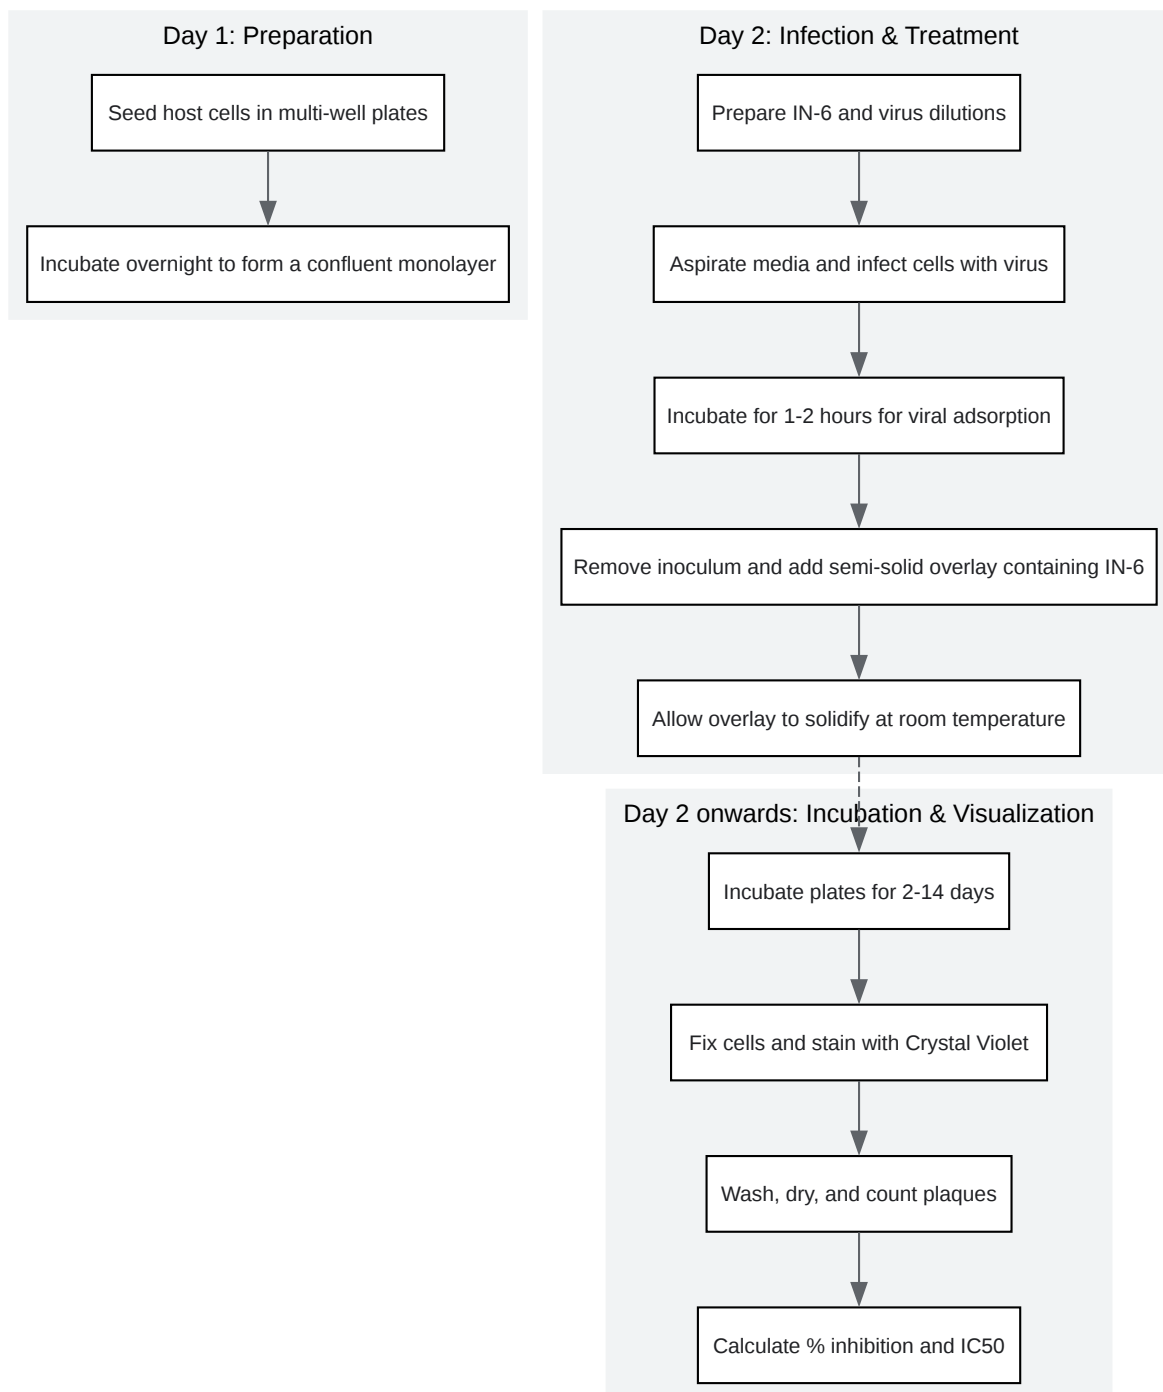 Day 1: Preparation
Seed host cells in multi-well plates
Incubate overnight to form a confluent monolayer
Day 2: Infection & Treatment
Prepare IN-6 and virus dilutions
Aspirate media and infect cells with virus
Incubate for 1-2 hours for viral adsorption
Remove inoculum and add semi-solid overlay containing IN-6
Allow overlay to solidify at room temperature
Day 2 onwards: Incubation & Visualization
Incubate plates for 2-14 days
Fix cells and stain with Crystal Violet
Wash, dry, and count plaques
Calculate % inhibition and IC50